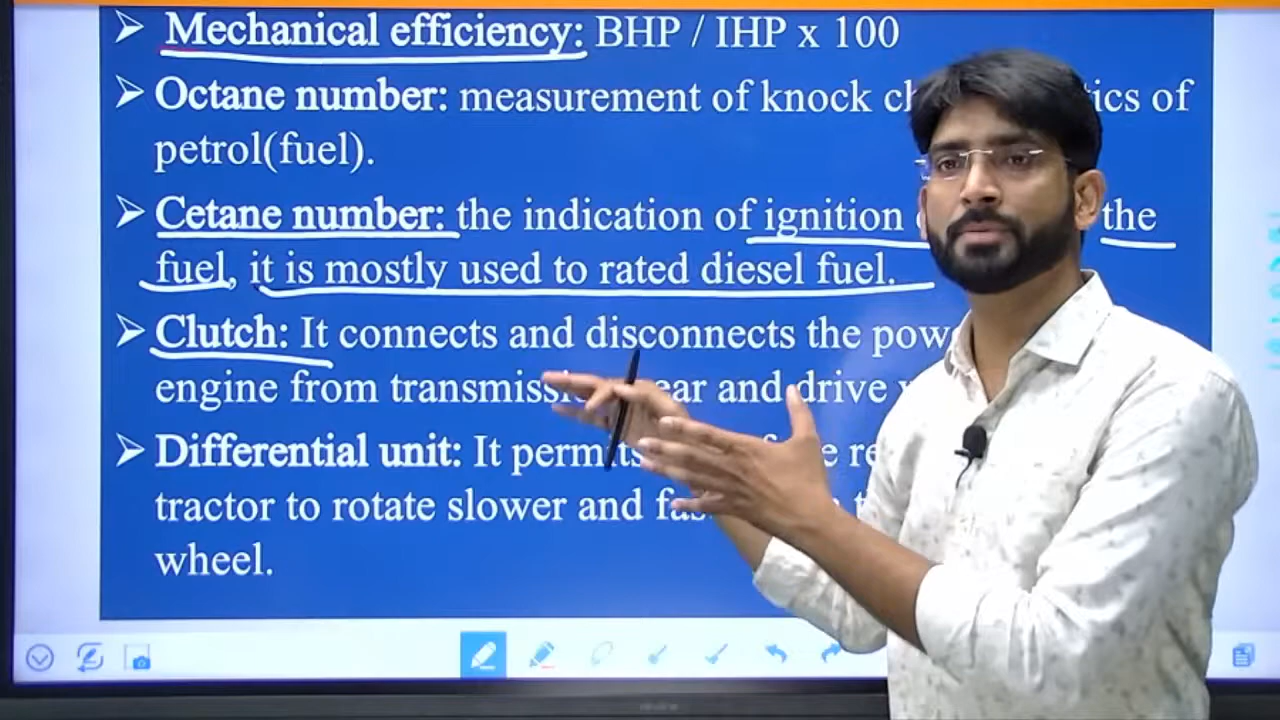 ➢ Mechanical efficiency: BHP / IHP x 100
➢ Octane number: measurement of knock tics of
petrol(fuel).
➢ Cetane number: the indication of ignition the
fuel, it is mostly used to rated diesel fuel.
➢ Clutch: It connects and disconnects the pow
engine from transmissi ear and drive
➢ Differential unit: It permits e re
tractor to rotate slower and fas
wheel.